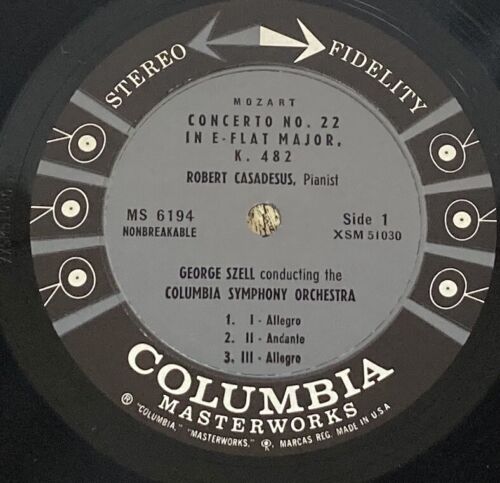 STEREO FIDELITY
MOZART
CONCERTO NO. 22
IN E-FLAT MAJOR,
K. 482
ROBERT CASADESUS, Pianist
MS 6194
NONBREAKABLE
Side 1
XSM 51030
GEORGE SZELL conducting the
COLUMBIA SYMPHONY ORCHESTRA
1. I - Allegro
2. II - Andante
3. III - Allegro
COLUMBIA
MASTERWORKS
® "COLUMBIA," "MASTERWORKS," MARCAS REG. MADE IN U.S.A